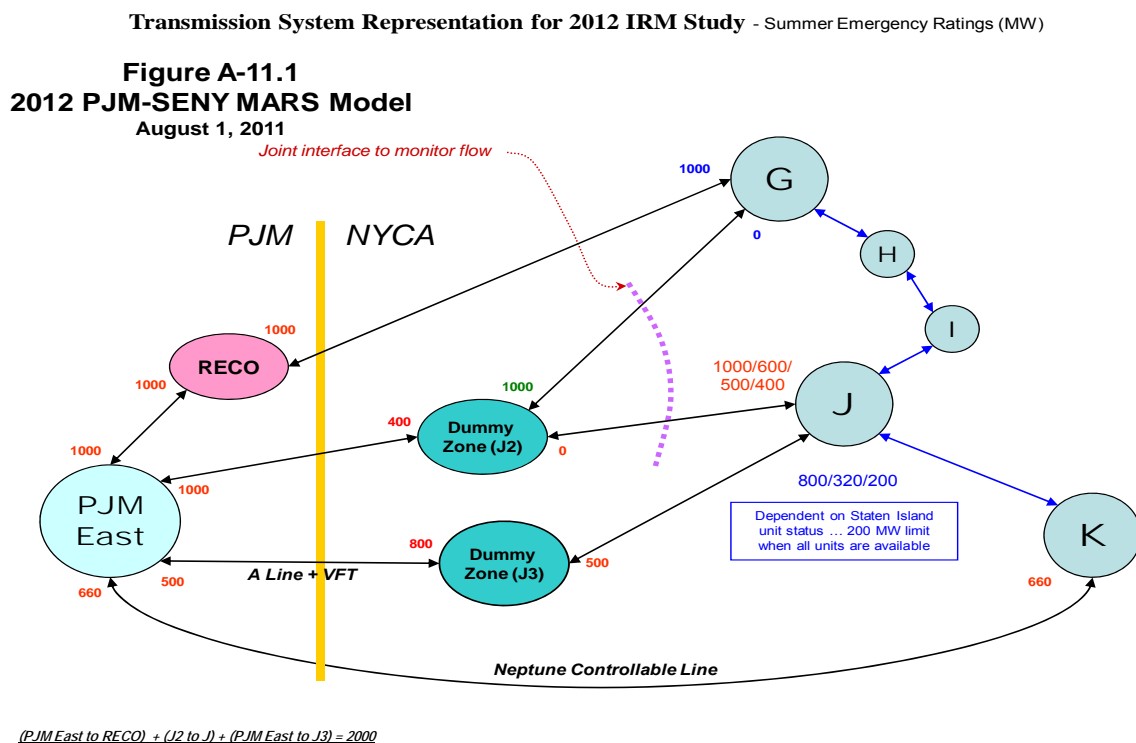 Transmission System Representation for 2012 IRM Study - Summer Emergency Ratings (MW)
Figure A-11.1
2012 PJM-SENY MARS Model
August 1, 2011
Joint interface to monitor flow
1000
G
PJM
NYCA
0
H
1000
I
RECO
1000
1000/600/
500/400
1000
400
Dummy
Zone (J2)
0
J
1000
1000
PJM
East
800/320/200
Dependent on Staten Island
unit status ... 200 MW limit
when all units are available
K
800
Dummy
Zone (J3)
500
A Line + VFT
500
660
660
Neptune Controllable Line
(PJM East to RECO) + (J2 to J) + (PJM East to J3) = 2000